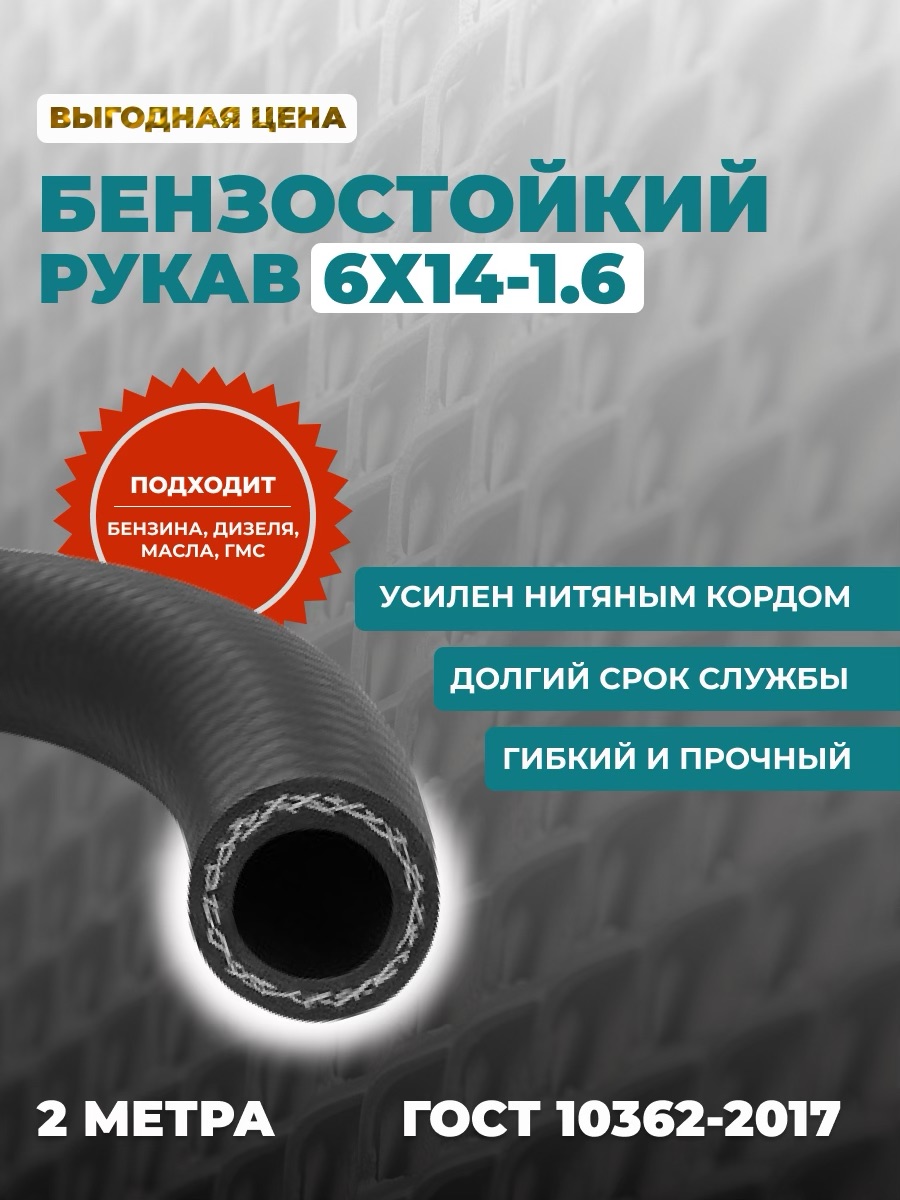 ВЫГОДНАЯ ЦЕНА
БЕНЗОСТОЙКИЙ
РУКАВ 6Х14-1.6
ПОДХОДИТ
БЕНЗИНА, ДИЗЕЛЯ,
МАСЛА, ГМС
УСИЛЕН НИТЯНЫМ КОРДОМ
ДОЛГИЙ СРОК СЛУЖБЫ
ГИБКИЙ И ПРОЧНЫЙ
2 МЕТРА
ГОСТ 10362-2017